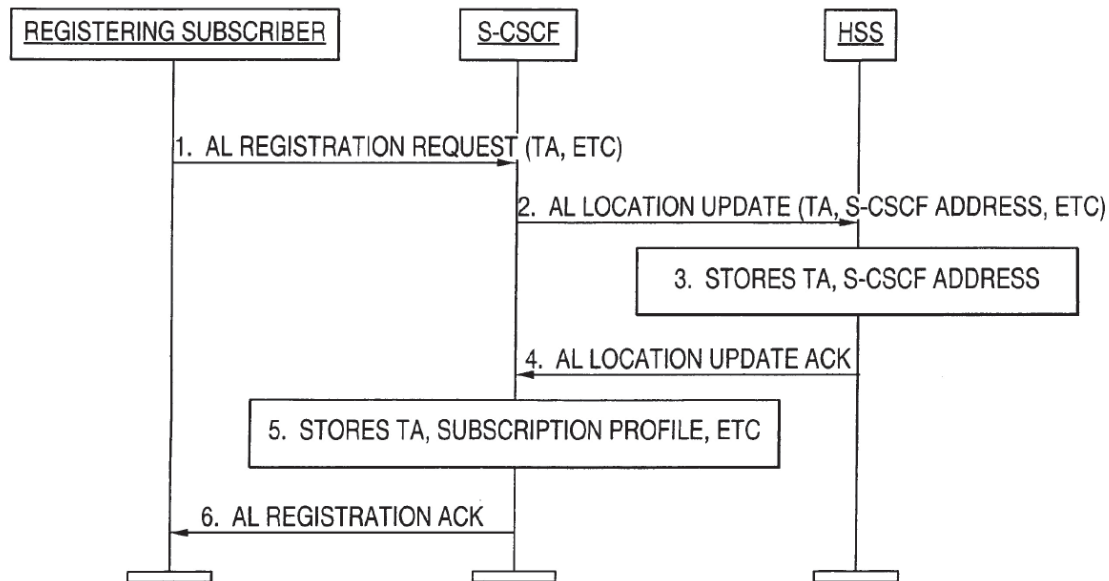 REGISTERING SUBSCRIBER
S-CSCF
HSS
1. AL REGISTRATION REQUEST (TA, ETC)
2. AL LOCATION UPDATE (TA, S-CSCF ADDRESS, ETC)
3. STORES TA, S-CSCF ADDRESS
4. AL LOCATION UPDATE ACK
5. STORES TA, SUBSCRIPTION PROFILE, ETC
6. AL REGISTRATION ACK